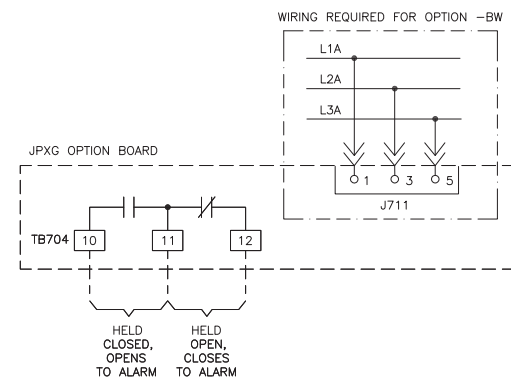 WIRING REQUIRED FOR OPTION -BW
L1A
L2A
L3A
JPXG OPTION BOARD
1 3 5
J711
TB704 10 11 12
HELD CLOSED, OPENS TO ALARM
HELD OPEN, CLOSES TO ALARM